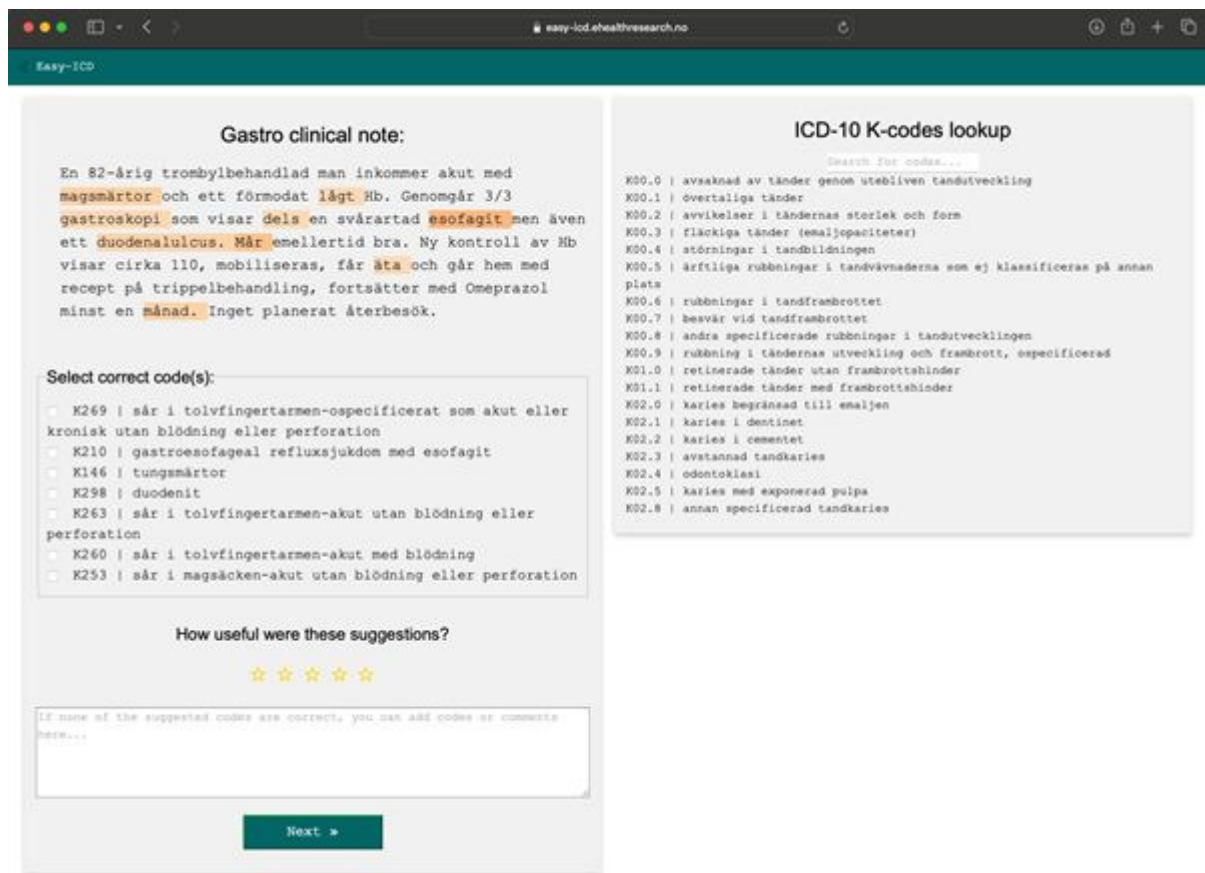 easy-icd.ehealthresearch.no
Easy-ICD
Gastro clinical note:
En 82-årig trombylbehandlad man inkommer akut med
magsmärtor och ett förmodat lågt Hb. Genomgår 3/3
gastroskopi som visar dels en svårartad esofagit men även
ett duodenalulcus. Mår emellertid bra. Ny kontroll av Hb
visar cirka 110, mobiliseras, får äta och går hem med
recept på trippelbehandling, fortsätter med Omeprazol
minst en månad. Inget planerat återbesök.
Select correct code(s):
K269 | sår i tolvfingertarmen-ospecificerat som akut eller
kronisk utan blödning eller perforation
K210 | gastroesofageal refluxsjukdom med esofagit
K146 | tungsmärtor
K298 | duodenit
K263 | sår i tolvfingertarmen-akut utan blödning eller
perforation
K260 | sår i tolvfingertarmen-akut med blödning
K253 | sår i magsäcken-akut utan blödning eller perforation
How useful were these suggestions?
If none of the suggested codes are correct, you can add codes or comments
here...
Next »
ICD-10 K-codes lookup
Search for codes...
K00.0 | avsaknad av tänder genom utebliven tandutveckling
K00.1 | övertaliga tänder
K00.2 | avvikelser i tändernas storlek och form
K00.3 | fläckiga tänder (emaljopaciteter)
K00.4 | störningar i tandbildningen
K00.5 | ärftliga rubbningar i tandvävnaderna som ej klassificeras på annan
plats
K00.6 | rubbningar i tandframbrottet
K00.7 | besvär vid tandframbrottet
K00.8 | andra specificerade rubbningar i tandutvecklingen
K00.9 | rubbning i tändernas utveckling och frambrott, ospecificerad
K01.0 | retinerade tänder utan frambrottshinder
K01.1 | retinerade tänder med frambrottshinder
K02.0 | karies begränsad till emaljen
K02.1 | karies i dentinet
K02.2 | karies i cementet
K02.3 | avstannad tandkaries
K02.4 | odontoklasi
K02.5 | karies med exponerad pulpa
K02.8 | annan specificerad tandkaries